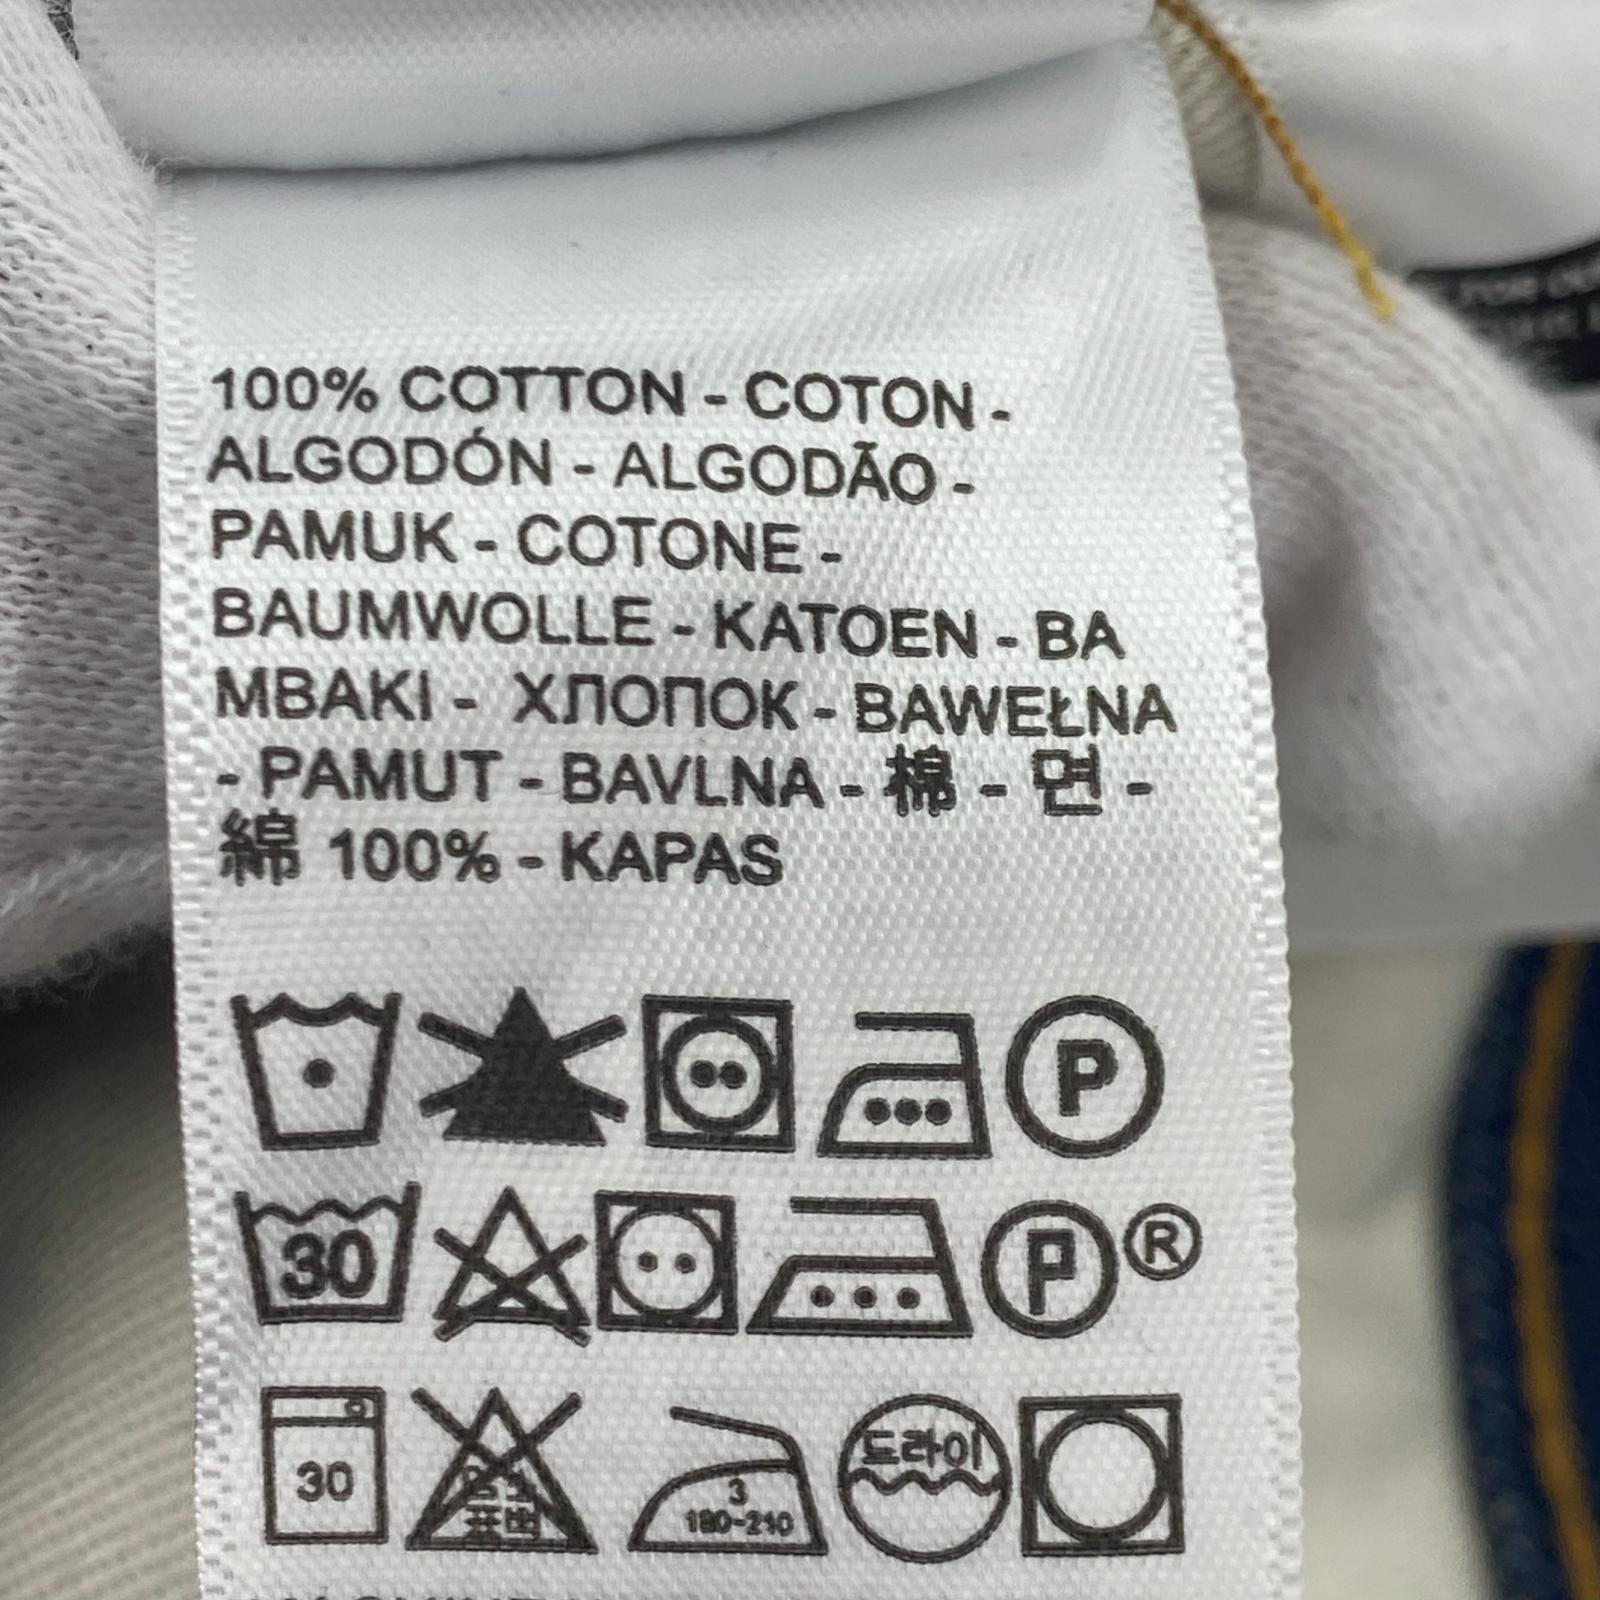 100% COTTON - COTON -
ALGODÓN - ALGODÃO -
PAMUK - COTONE -
BAUMWOLLE - KATOEN - BA
MBAKI - ХЛОПОК - BAWEŁNA
- PAMUT - BAVLNA - 棉 - 면 -
綿 100% - KAPAS
P
30 P ®
30 3 드라이
180-210